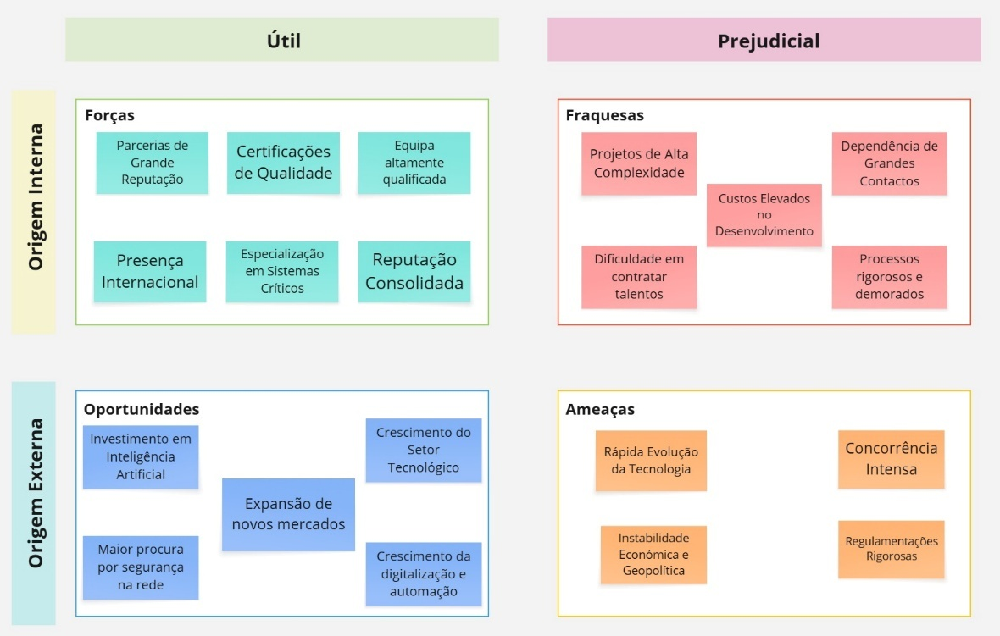 Útil
Prejudicial
Origem Interna
Forças
Parcerias de
Grande
Reputação
Certificações
de Qualidade
Equipa
altamente
qualificada
Presença
Internacional
Especialização
em Sistemas
Críticos
Reputação
Consolidada
Fraquesas
Projetos de Alta
Complexidade
Dependência de
Grandes
Contactos
Custos Elevados
no
Desenvolvimento
Dificuldade em
contratar
talentos
Processos
rigorosos e
demorados
Origem Externa
Oportunidades
Investimento em
Inteligência
Artificial
Crescimento do
Setor
Tecnológico
Expansão de
novos mercados
Maior procura
por segurança
na rede
Crescimento da
digitalização e
automação
Ameaças
Rápida Evolução
da Tecnologia
Concorrência
Intensa
Instabilidade
Económica e
Geopolítica
Regulamentações
Rigorosas